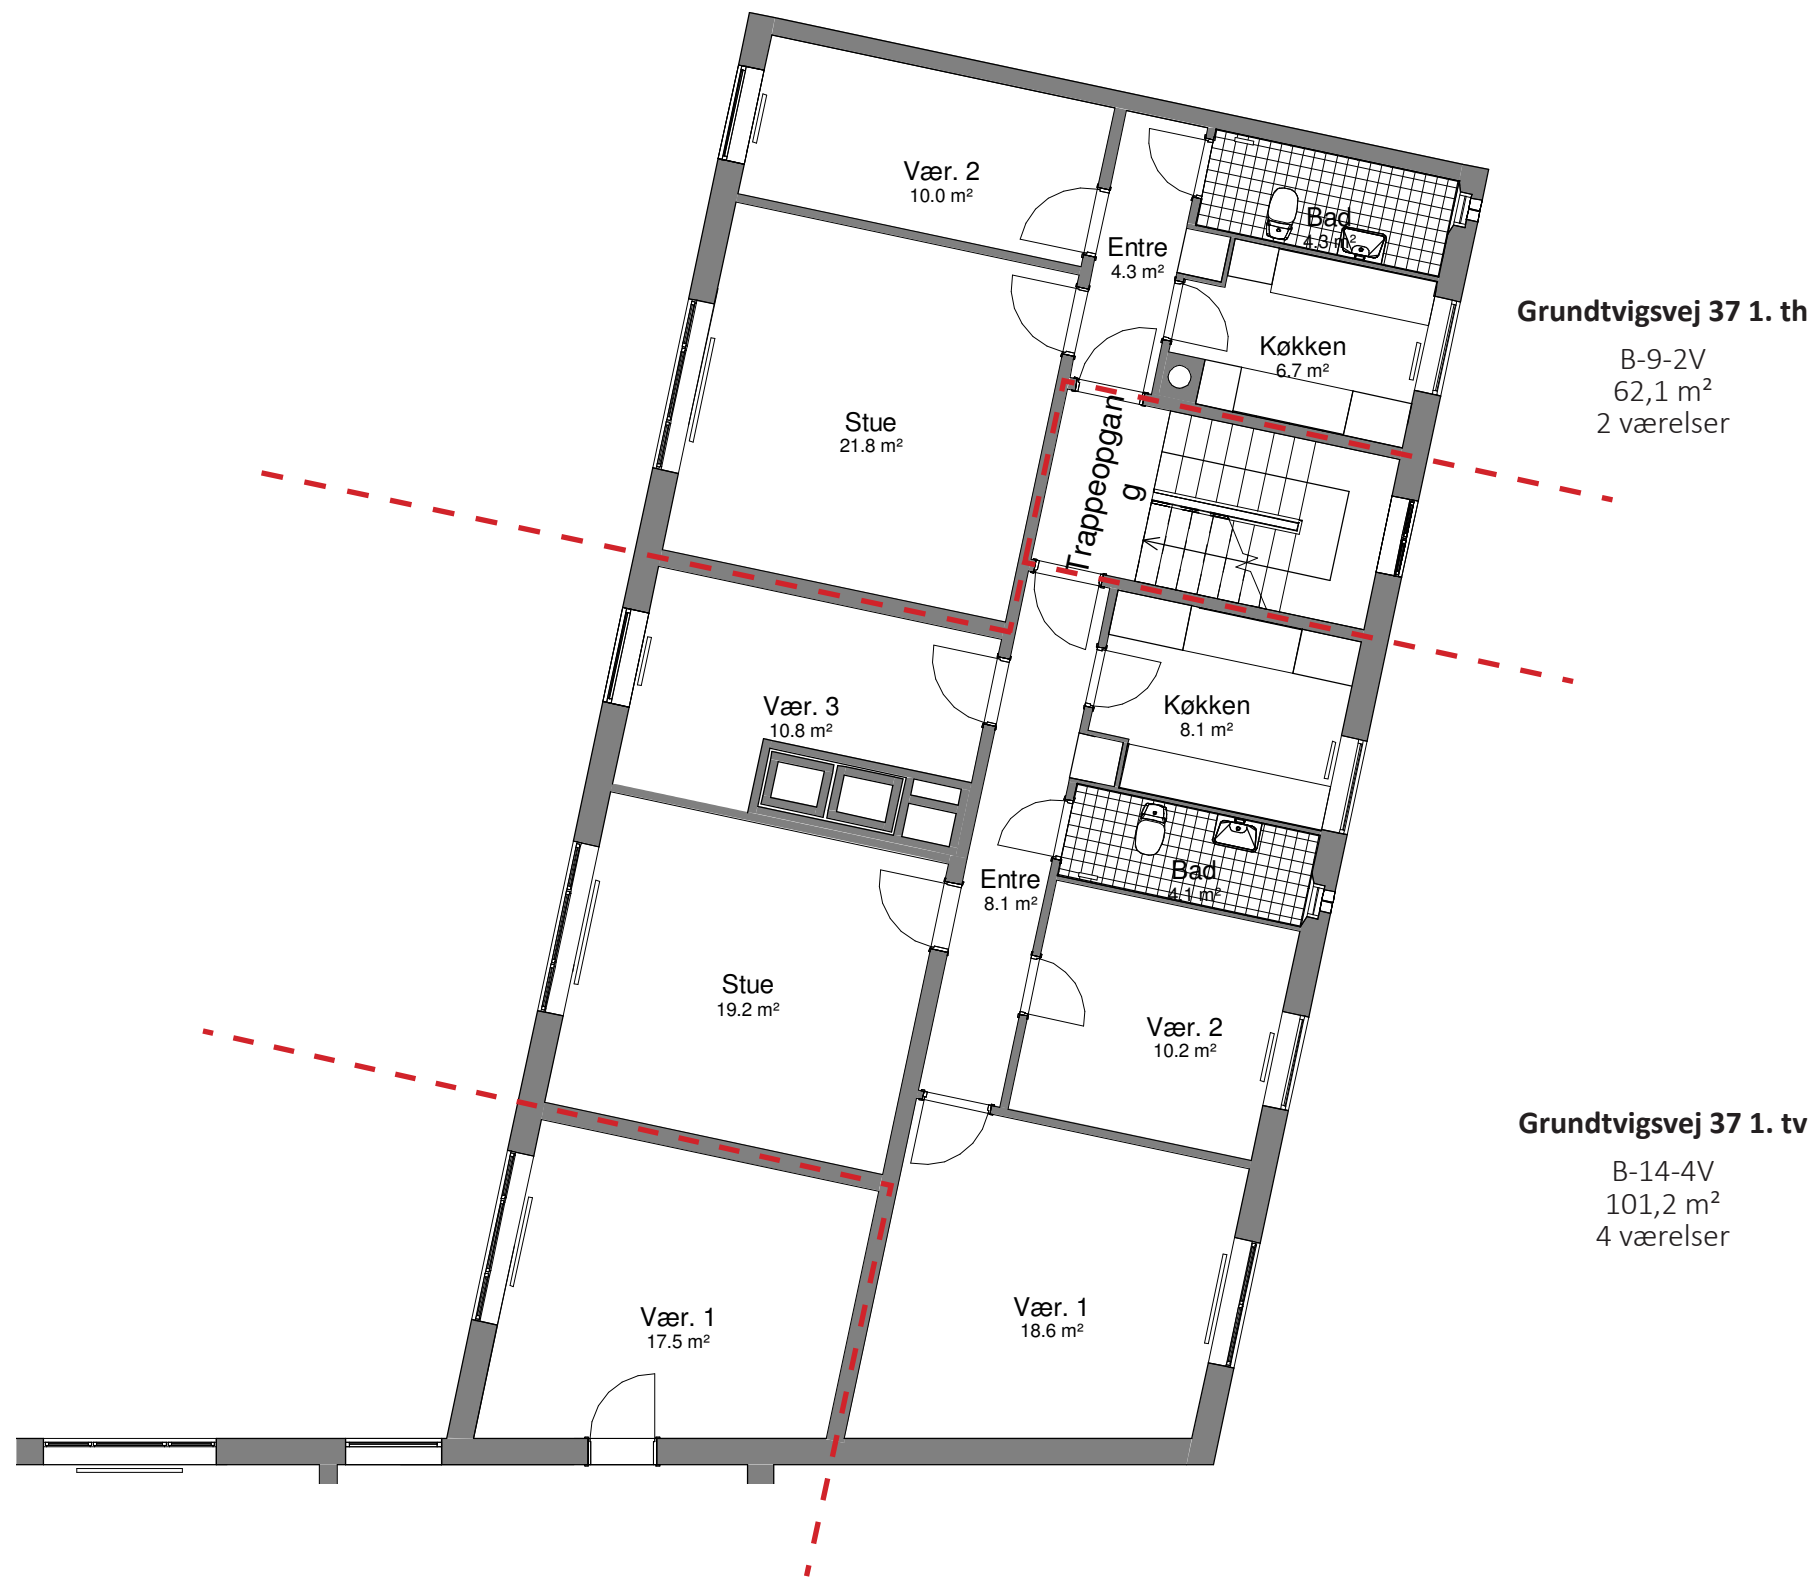 Vær. 2
10.0 m²
Bad
4.3 m²
Entre
4.3 m²
Køkken
6.7 m²
Stue
21.8 m²
Trappeopgan
g
Grundtvigsvej 37 1. th
B-9-2V
62,1 m²
2 værelser
Vær. 3
10.8 m²
Køkken
8.1 m²
Bad
4.1 m²
Entre
8.1 m²
Stue
19.2 m²
Vær. 2
10.2 m²
Grundtvigsvej 37 1. tv
B-14-4V
101,2 m²
4 værelser
Vær. 1
17.5 m²
Vær. 1
18.6 m²